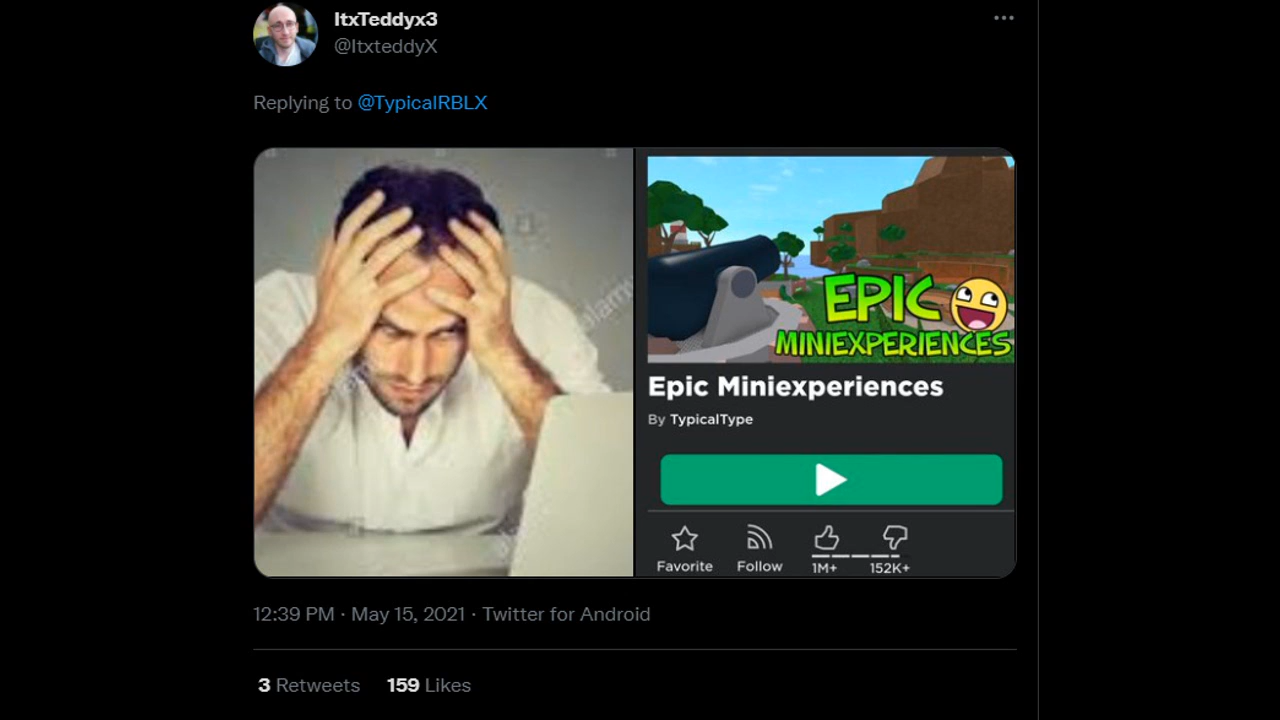 ItxTeddyx3
@ItxteddyX
Replying to @TypicalRBLX
EPIC
MINIEXPERIENCES
Epic Miniexperiences
By TypicalType
Favorite
Follow
1M+
152K+
12:39 PM · May 15, 2021 · Twitter for Android
3 Retweets 159 Likes